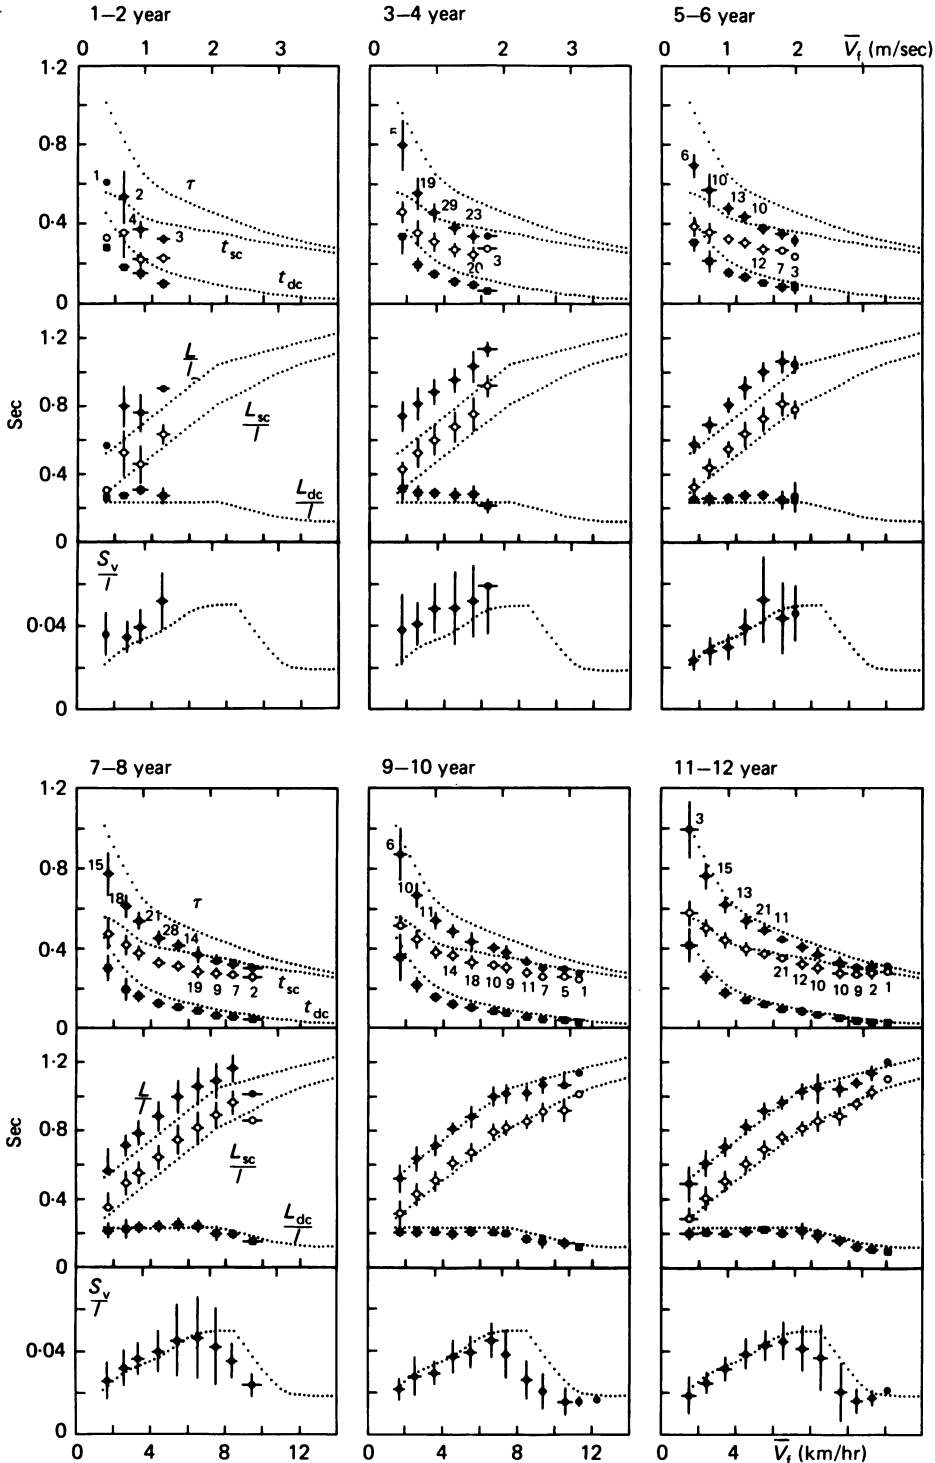 1–2 year 3–4 year 5–6 year
0 1 2 3 0 1 2 3 0 1 2 V̅f (m/sec)
1·2
0·8
0·4
0
1 2 4 3
τ
tsc
tdc
5 19 29 23 20 3
6 10 13 10 12 7 3
Sec
1·2
0·8
0·4
0
L/l
Lsc/l
Ldc/l
Sv/l
0·04
0
7–8 year 9–10 year 11–12 year
1·2
0·8
0·4
0
15 18 21 28 14 19 9 7 2
τ
tsc
tdc
6 10 11 14 18 10 9 11 7 5 1
3 15 13 21 11 21 12 10 10 9 2 1
Sec
1·2
0·8
0·4
0
L/l
Lsc/l
Ldc/l
Sv/l
0·04
0
0 4 8 12 0 4 8 12 0 4 V̅f (km/hr)